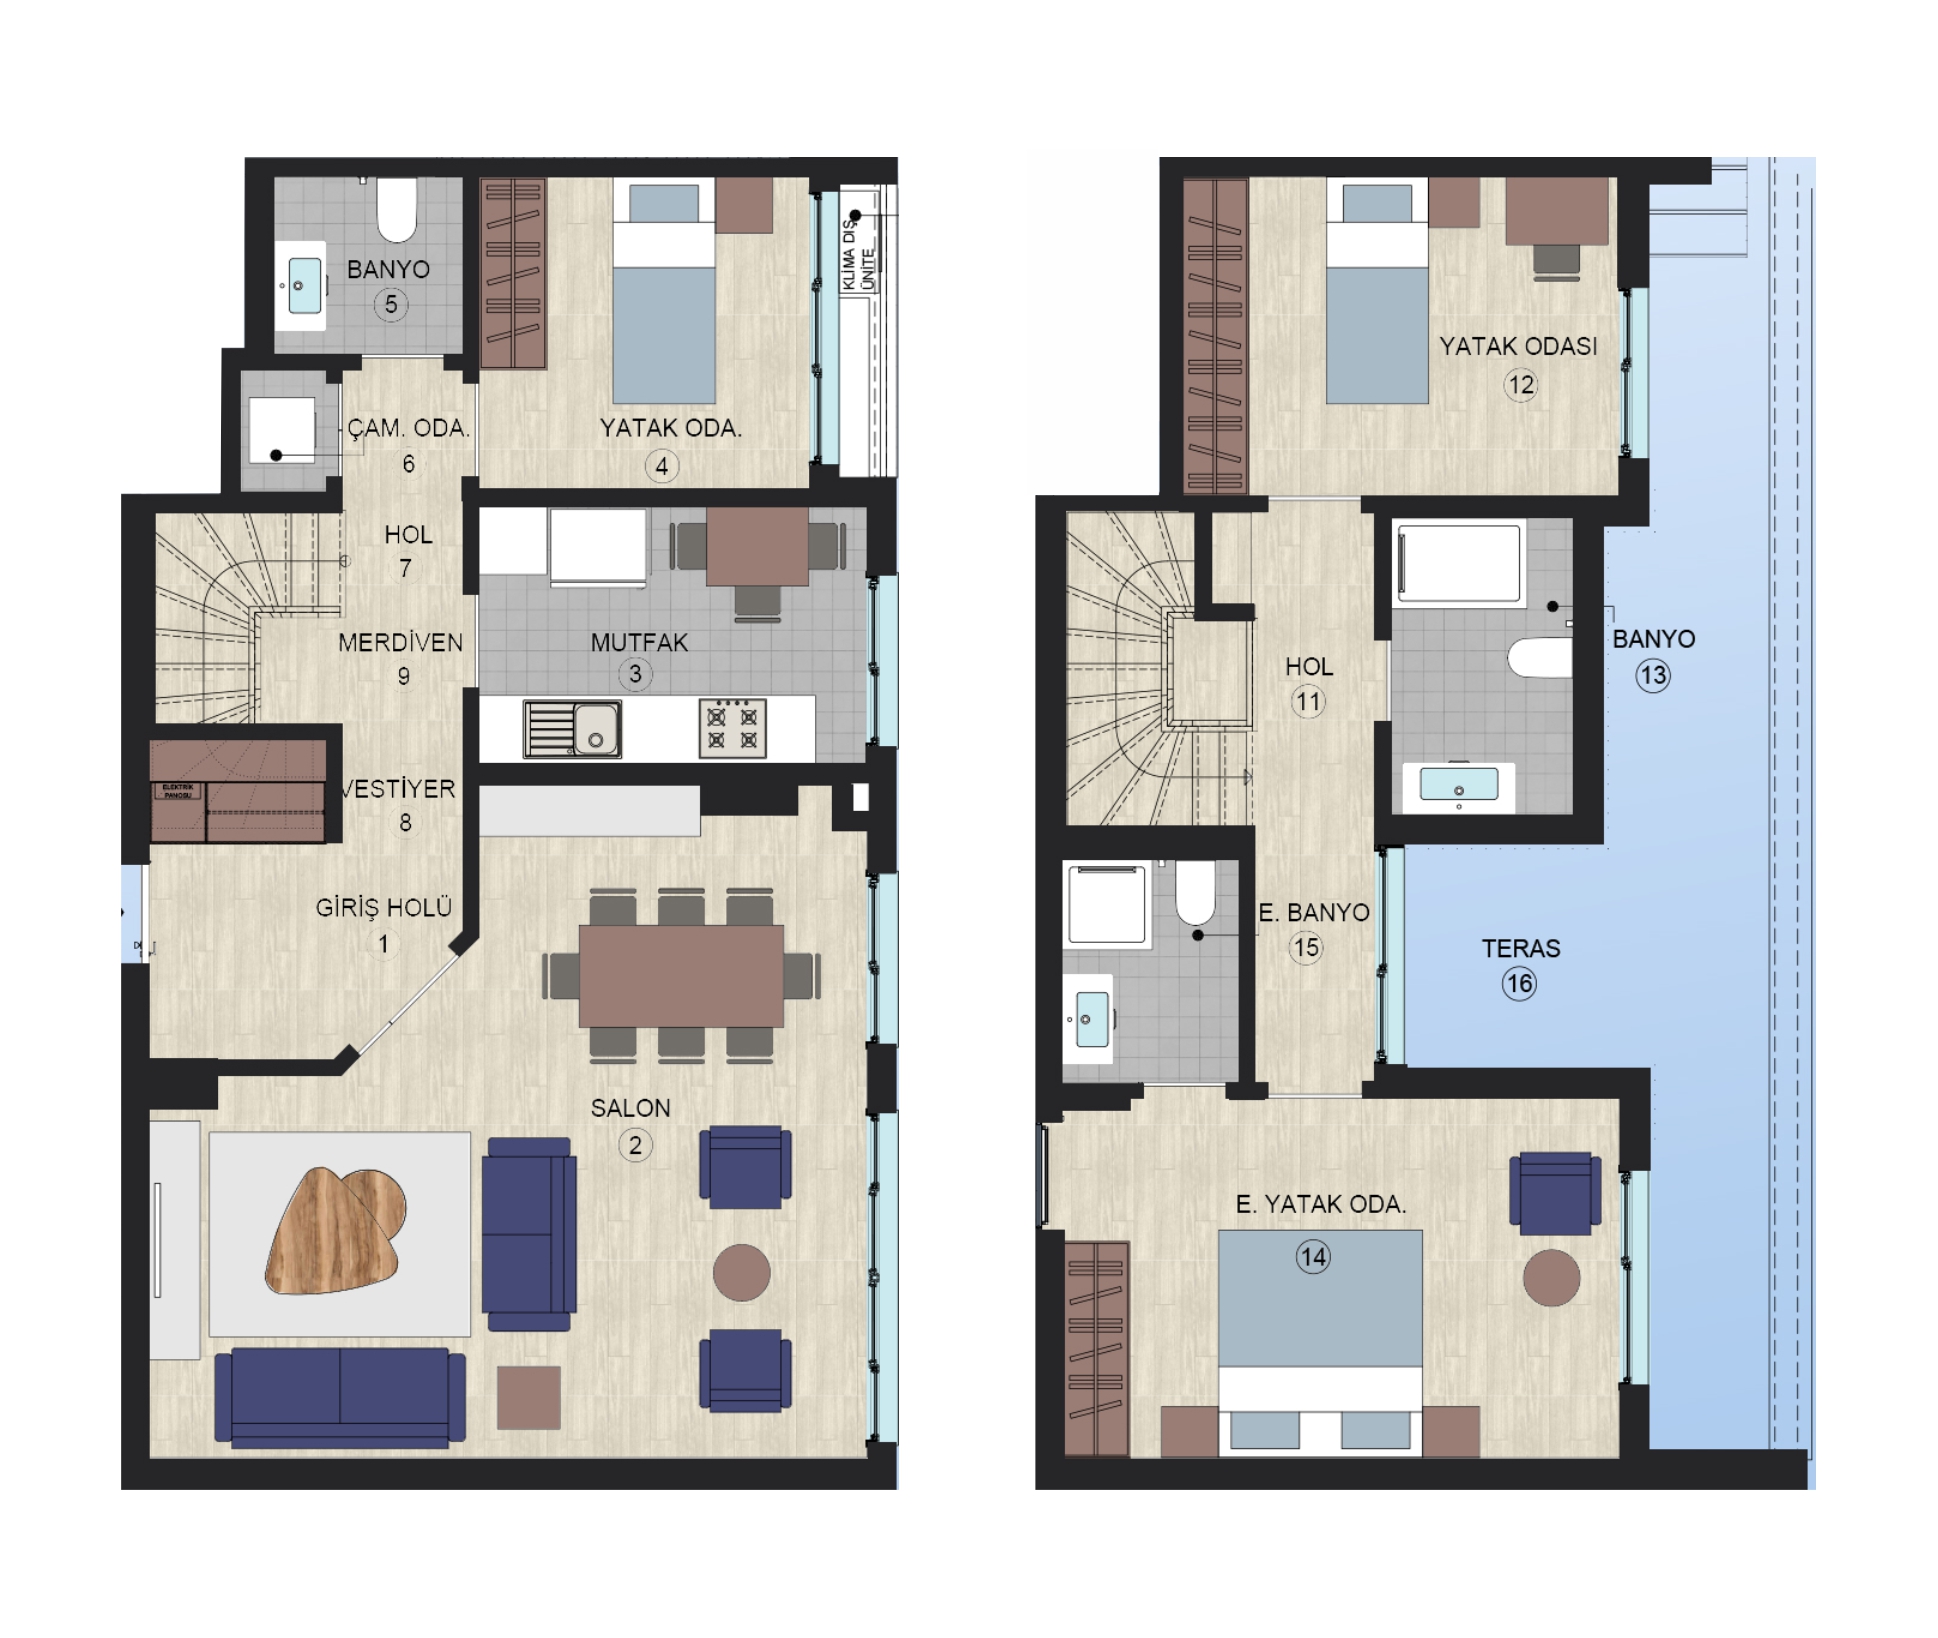 BANYO
5
KLİMA DIŞ
ÜNİTE
ÇAM. ODA.
6
YATAK ODA.
4
HOL
7
MERDİVEN
9
MUTFAK
3
ELEKTRİK
PANOSU
VESTİYER
8
GİRİŞ HOLÜ
1
SALON
2
YATAK ODASI
12
HOL
11
BANYO
13
E. BANYO
15
TERAS
16
E. YATAK ODA.
14